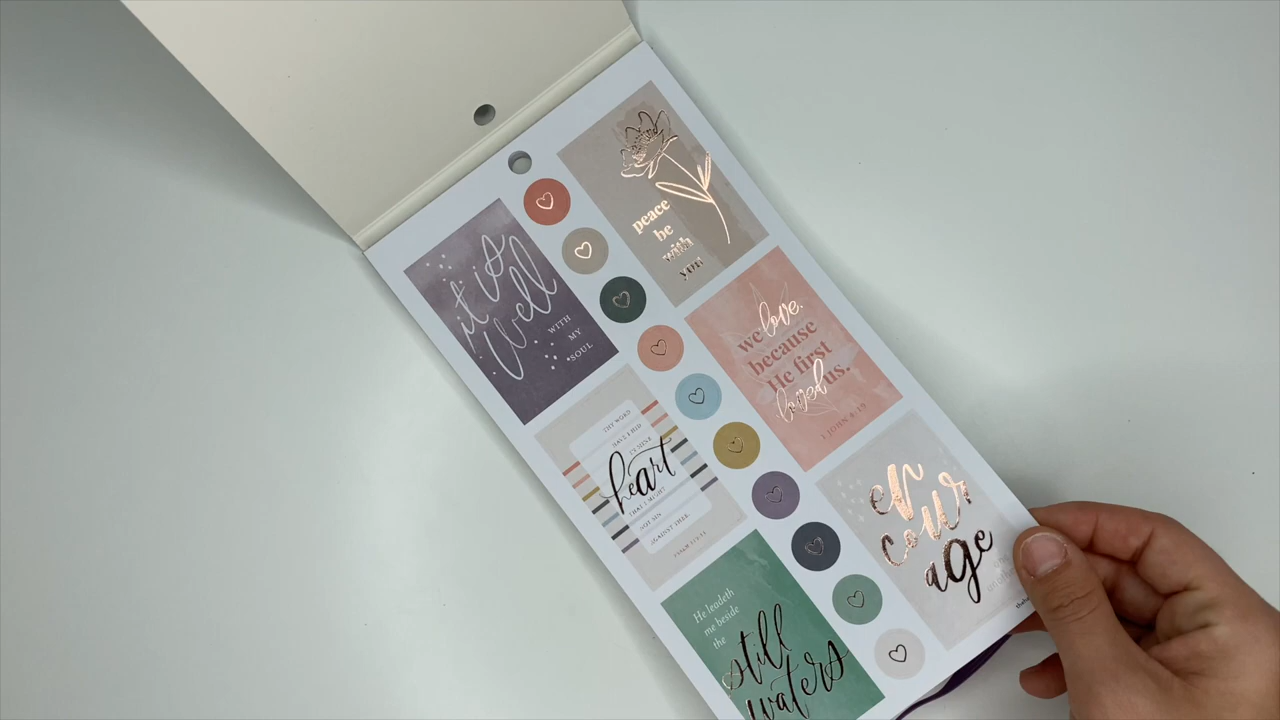 it is
well
WITH
MY
SOUL
peace
be
with
you
THY WORD
HAVE I HID
heart
THAT I MIGHT
NOT SIN
AGAINST THEE.
we love.
because
He first
loved us.
1 JOHN 4:19
He leadeth
me beside
the
still
waters
en
cour
age